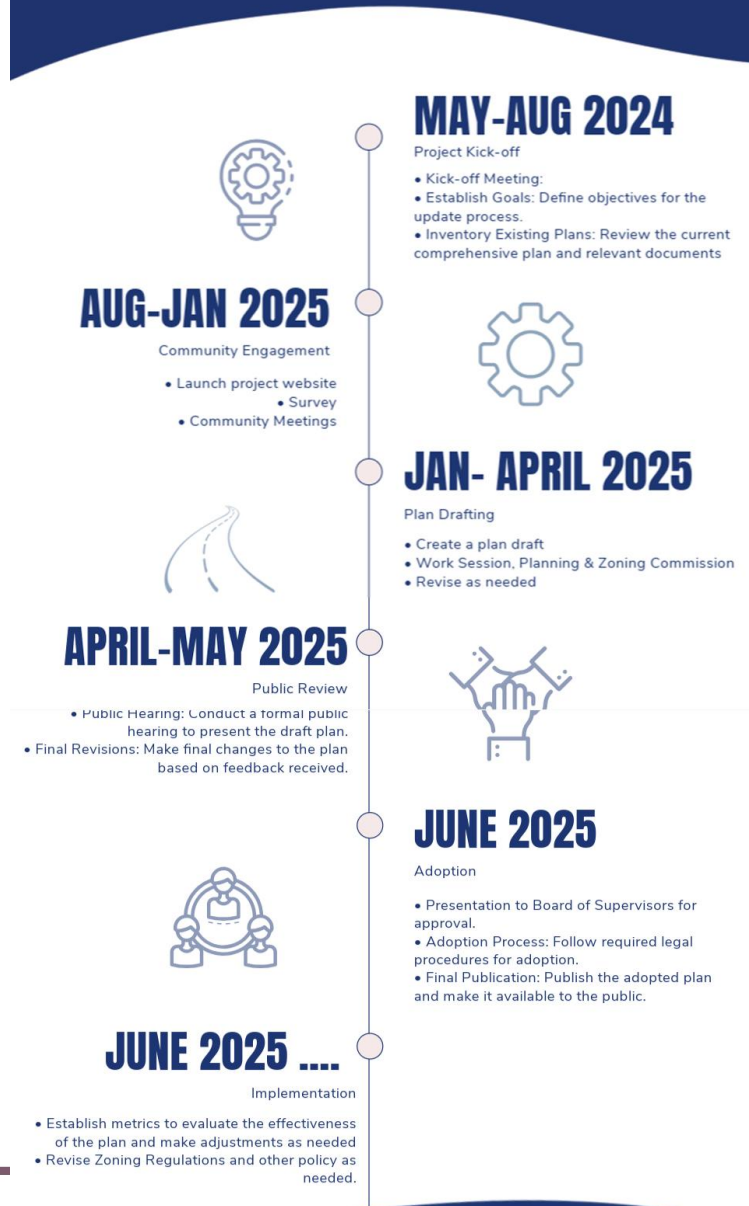 MAY-AUG 2024
Project Kick-off
• Kick-off Meeting:
• Establish Goals: Define objectives for the
update process.
• Inventory Existing Plans: Review the current
comprehensive plan and relevant documents
AUG-JAN 2025
Community Engagement
• Launch project website
• Survey
• Community Meetings
JAN- APRIL 2025
Plan Drafting
• Create a plan draft
• Work Session, Planning & Zoning Commission
• Revise as needed
APRIL-MAY 2025
Public Review
• Public Hearing: Conduct a formal public
hearing to present the draft plan.
• Final Revisions: Make final changes to the plan
based on feedback received.
JUNE 2025
Adoption
• Presentation to Board of Supervisors for
approval.
• Adoption Process: Follow required legal
procedures for adoption.
• Final Publication: Publish the adopted plan
and make it available to the public.
JUNE 2025 ....
Implementation
• Establish metrics to evaluate the effectiveness
of the plan and make adjustments as needed
• Revise Zoning Regulations and other policy as
needed.